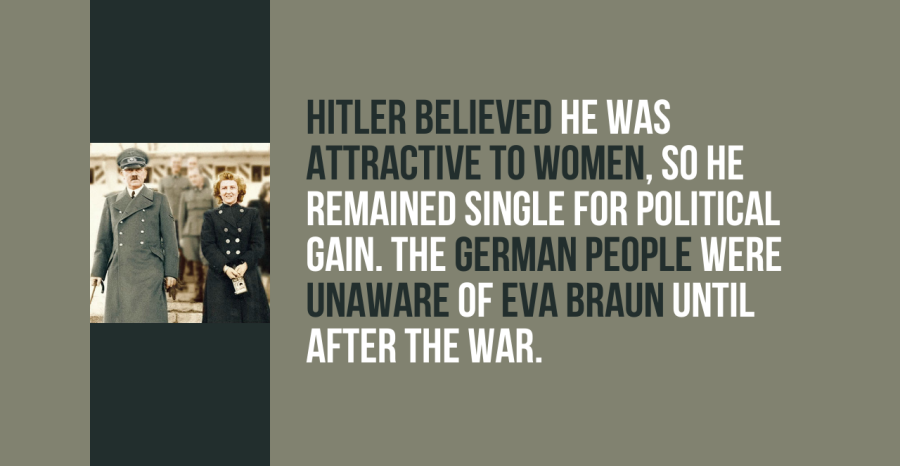 HITLER BELIEVED HE WAS
ATTRACTIVE TO WOMEN, SO HE
REMAINED SINGLE FOR POLITICAL
GAIN. THE GERMAN PEOPLE WERE
UNAWARE OF EVA BRAUN UNTIL
AFTER THE WAR.